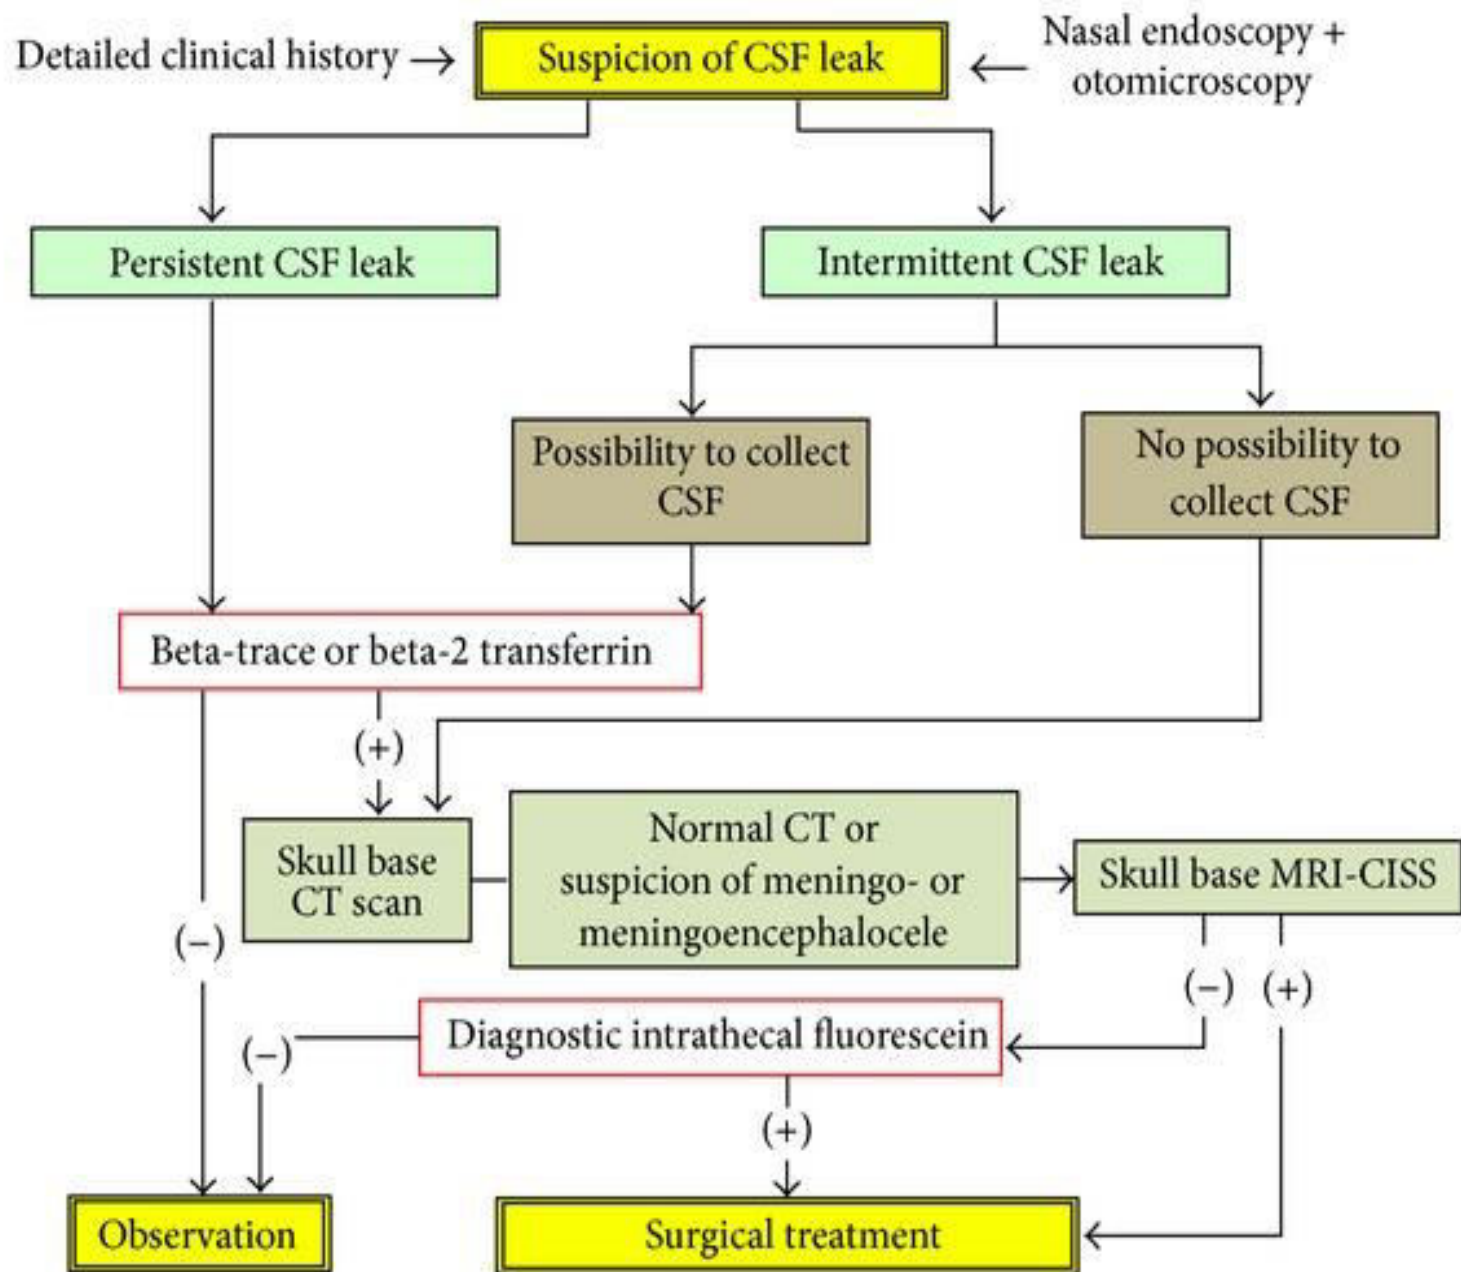 Detailed clinical history
Suspicion of CSF leak
Nasal endoscopy +
otomicroscopy
Persistent CSF leak
Intermittent CSF leak
Possibility to collect
CSF
No possibility to
collect CSF
Beta-trace or beta-2 transferrin
(+)
Skull base
CT scan
Normal CT or
suspicion of meningo- or
meningoencephalocele
Skull base MRI-CISS
(−)
(−)
(+)
Diagnostic intrathecal fluorescein
(−)
(+)
Observation
Surgical treatment